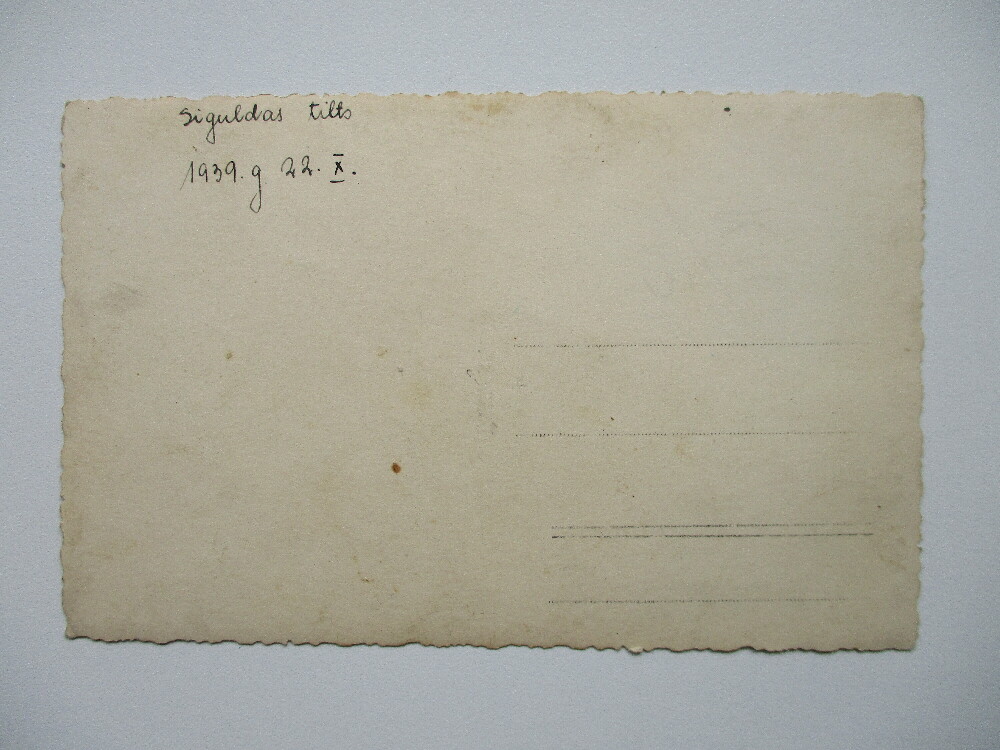 Siguldas tilts
1939. g 22. X.